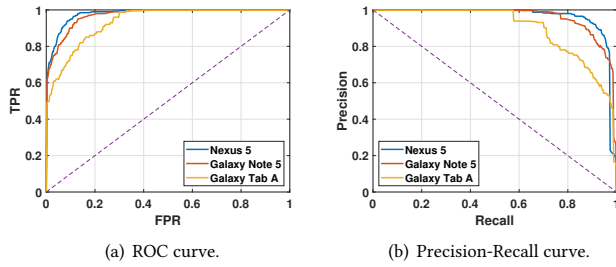 1
0.8
0.6
0.4
0.2
0
TPR
0 0.2 0.4 0.6 0.8 1
FPR
Nexus 5
Galaxy Note 5
Galaxy Tab A
(a) ROC curve.
1
0.8
0.6
0.4
0.2
0
Precision
0 0.2 0.4 0.6 0.8 1
Recall
Nexus 5
Galaxy Note 5
Galaxy Tab A
(b) Precision-Recall curve.